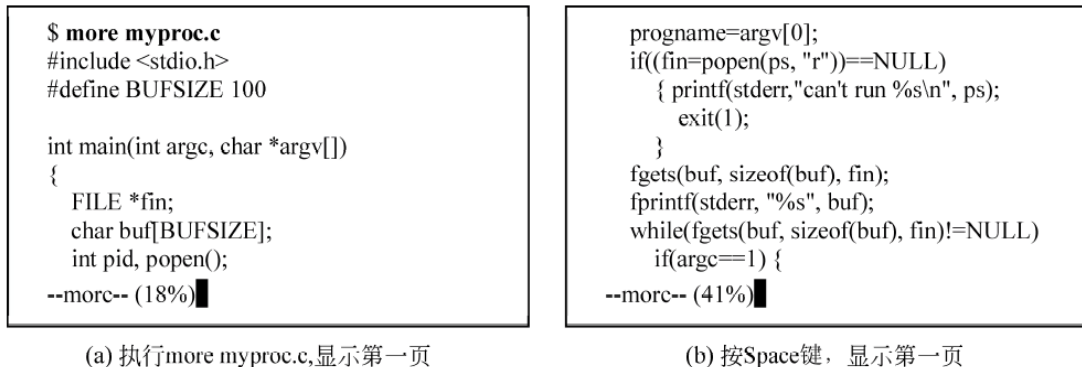 $ more myproc.c
#include <stdio.h>
#define BUFSIZE 100
int main(int argc, char *argv[])
{
FILE *fin;
char buf[BUFSIZE];
int pid, popen();
--more-- (18%)
(a) 执行more myproc.c,显示第一页
progname=argv[0];
if((fin=popen(ps, "r"))==NULL)
{ printf(stderr,"can't run %s\n", ps);
exit(1);
}
fgets(buf, sizeof(buf), fin);
fprintf(stderr, "%s", buf);
while(fgets(buf, sizeof(buf), fin)!=NULL)
if(argc==1) {
--more-- (41%)
(b) 按Space键，显示第一页